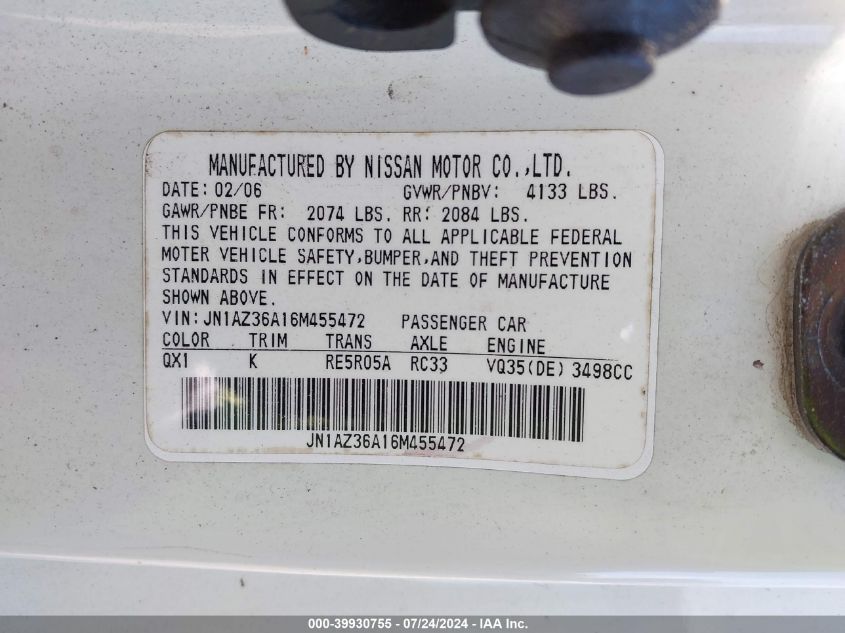 MANUFACTURED BY NISSAN MOTOR CO.,LTD.
DATE: 02/06 GVWR/PNBV: 4133 LBS.
GAWR/PNBE FR: 2074 LBS. RR: 2084 LBS.
THIS VEHICLE CONFORMS TO ALL APPLICABLE FEDERAL
MOTER VEHICLE SAFETY,BUMPER,AND THEFT PREVENTION
STANDARDS IN EFFECT ON THE DATE OF MANUFACTURE
SHOWN ABOVE.
VIN:JN1AZ36A16M455472 PASSENGER CAR
COLOR TRIM TRANS AXLE ENGINE
QX1 K RE5R05A RC33 VQ35(DE) 3498CC
JN1AZ36A16M455472
000-39930755 / 07/24/2024 - IAA Inc.